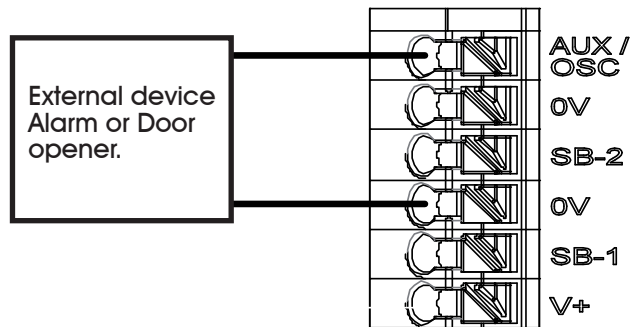 External device
Alarm or Door
opener.
AUX /
OSC
0V
SB-2
0V
SB-1
V+